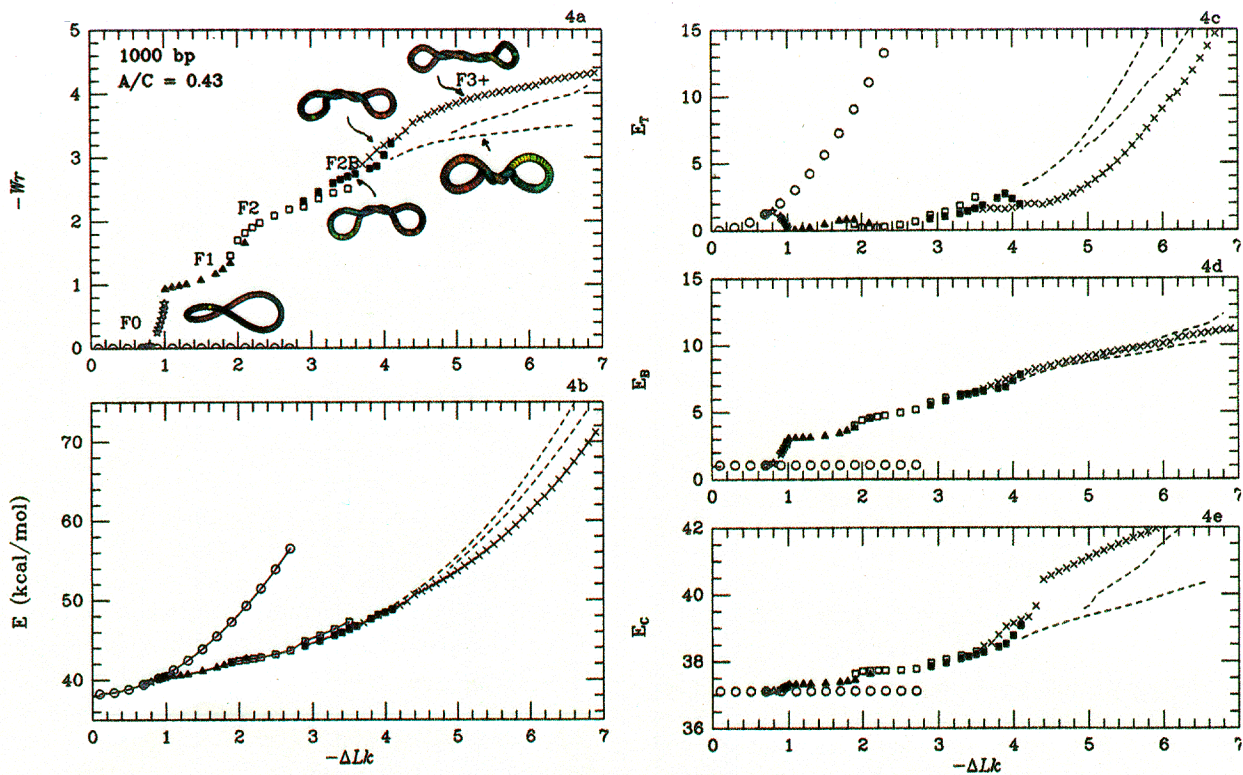 4a
5
1000 bp
A/C = 0.43
F3+
4
3
F2B
-Wr
2
F2
F1
1
F0
0
0 1 2 3 4 5 6 7
4b
70
60
E (kcal/mol)
50
40
0 1 2 3 4 5 6 7
-ΔLk
4c
15
10
E_T
5
0
0 1 2 3 4 5 6 7
4d
15
10
E_B
5
0
0 1 2 3 4 5 6 7
4e
42
40
E_C
38
36
0 1 2 3 4 5 6 7
-ΔLk